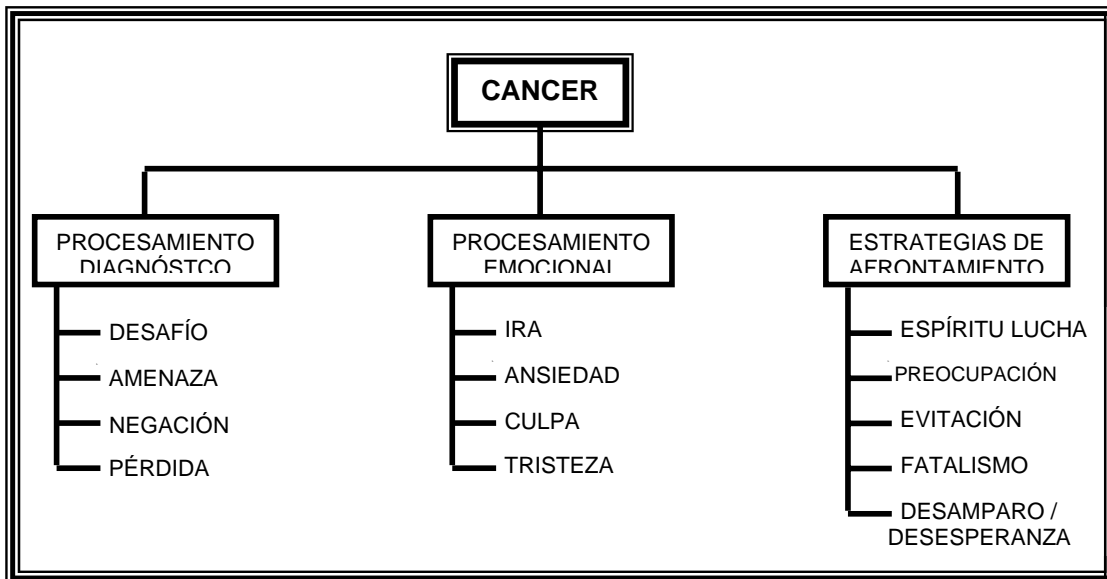 CANCER
PROCESAMIENTO
DIAGNÓSTCO
DESAFÍO
AMENAZA
NEGACIÓN
PÉRDIDA
PROCESAMIENTO
EMOCIONAL
IRA
ANSIEDAD
CULPA
TRISTEZA
ESTRATEGIAS DE
AFRONTAMIENTO
ESPÍRITU LUCHA
PREOCUPACIÓN
EVITACIÓN
FATALISMO
DESAMPARO /
DESESPERANZA